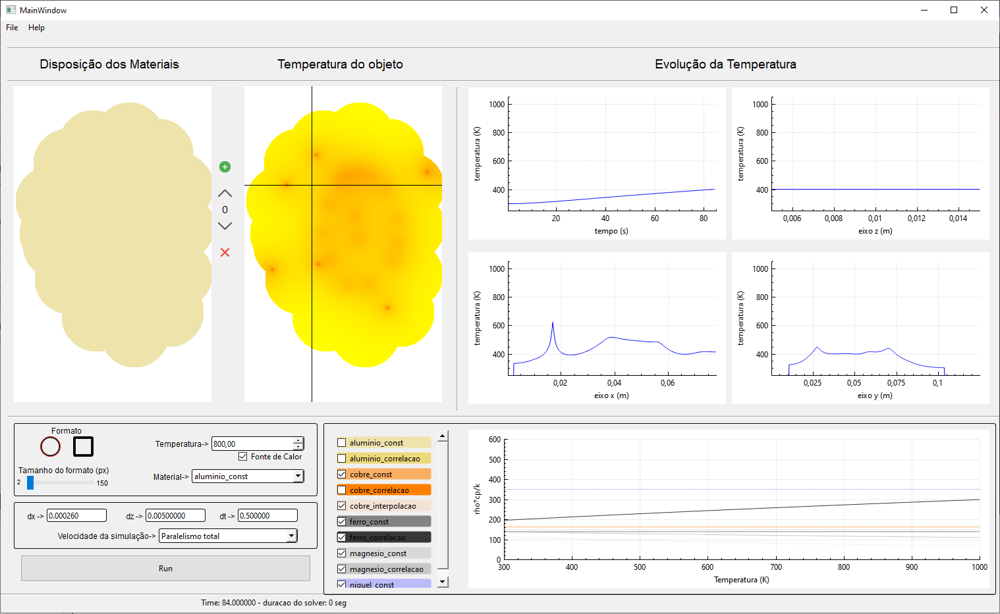 MainWindow
File Help
Disposição dos Materiais
Temperatura do objeto
Evolução da Temperatura
0
temperatura (K)
1000
800
600
400
20 40 60 80
tempo (s)
temperatura (K)
1000
800
600
400
0,006 0,008 0,01 0,012 0,014
eixo z (m)
temperatura (K)
1000
800
600
400
0,02 0,04 0,06
eixo x (m)
temperatura (K)
1000
800
600
400
0,025 0,05 0,075 0,1
eixo y (m)
Formato
Tamanho do formato (px)
2 150
Temperatura-> 800,00
Fonte de Calor
Material-> aluminio_const
dx -> 0.000260 dz -> 0.00500000 dt -> 0.500000
Velocidade da simulação-> Paralelismo total
Run
aluminio_const
aluminio_correlacao
cobre_const
cobre_correlacao
cobre_interpolacao
ferro_const
ferro_correlacao
magnesio_const
magnesio_correlacao
niquel_const
rho*cp/k
600
500
400
300
200
100
0
300 400 500 600 700 800 900 1000
Temperatura (K)
Time: 84.000000 - duracao do solver: 0 seg